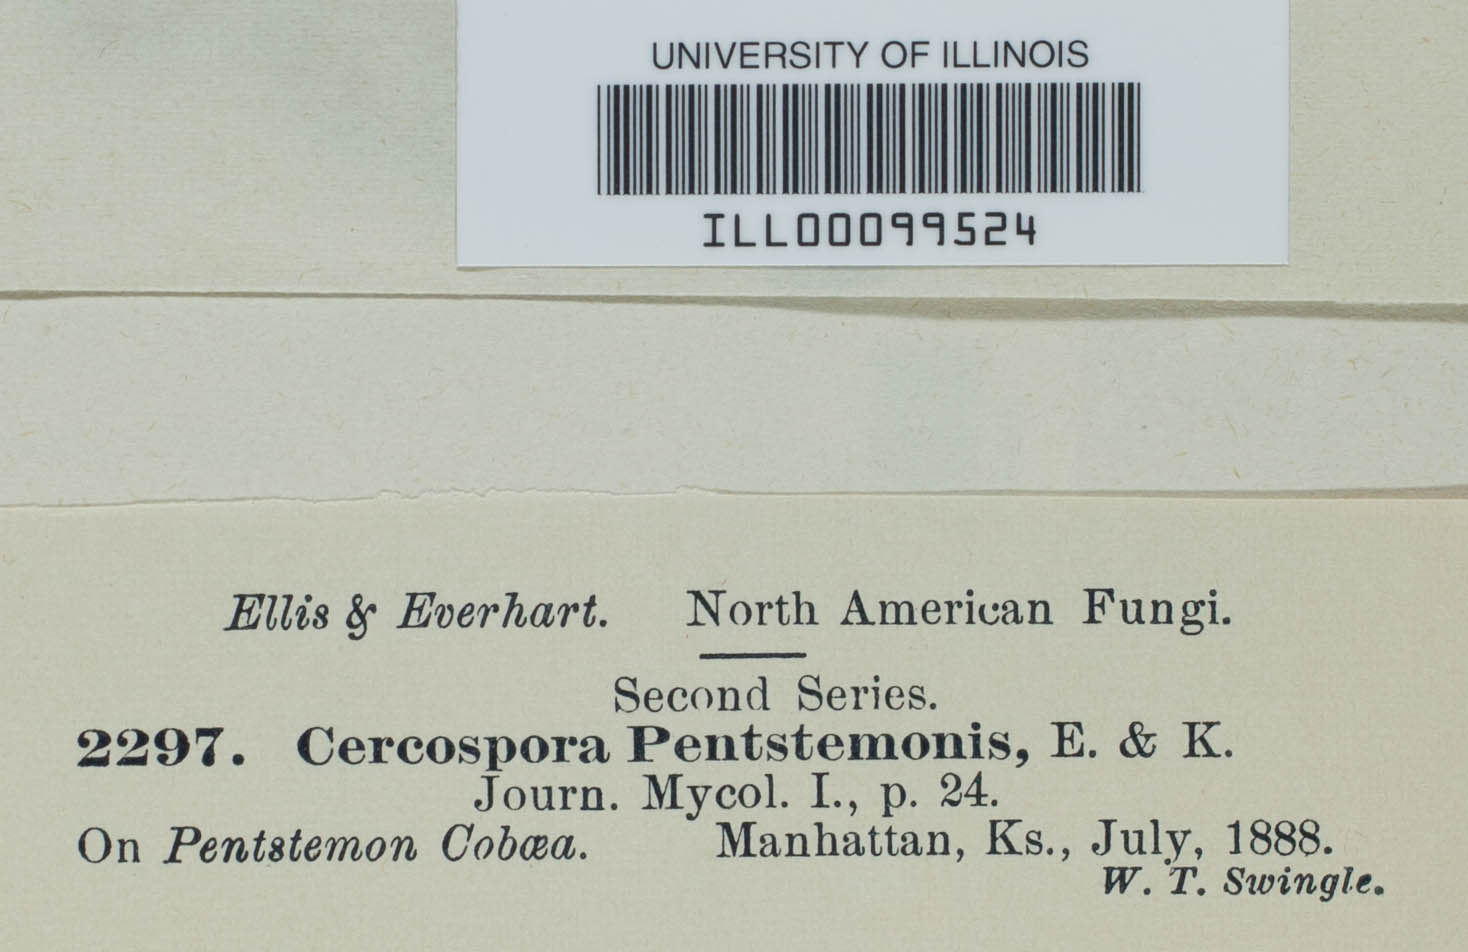 UNIVERSITY OF ILLINOIS
ILL00099524
Ellis & Everhart. North American Fungi.
Second Series.
2297. Cercospora Pentstemonis, E. & K.
Journ. Mycol. I., p. 24.
On Pentstemon Cobœa. Manhattan, Ks., July, 1888.
W. T. Swingle.